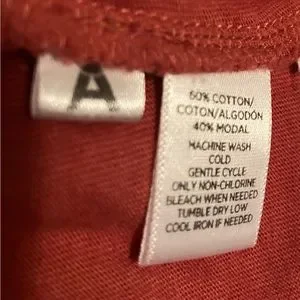 A
60% COTTON/
COTON/ALGODÓN
40% MODAL
MACHINE WASH
COLD
GENTLE CYCLE
ONLY NON-CHLORINE
BLEACH WHEN NEEDED
TUMBLE DRY LOW
COOL IRON IF NEEDED